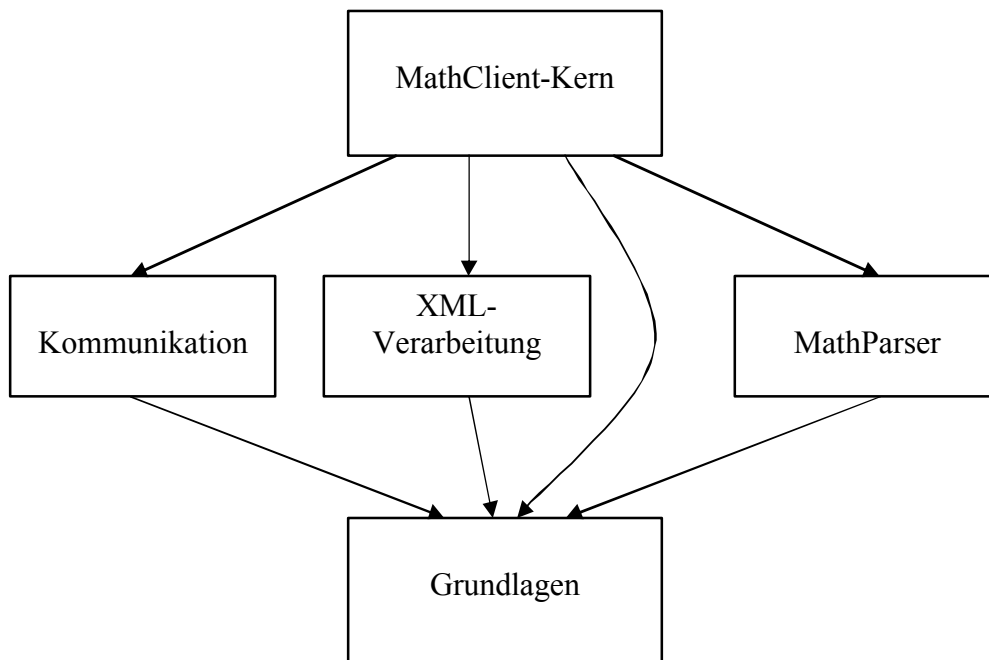 MathClient-Kern
Kommunikation
XML-
Verarbeitung
MathParser
Grundlagen